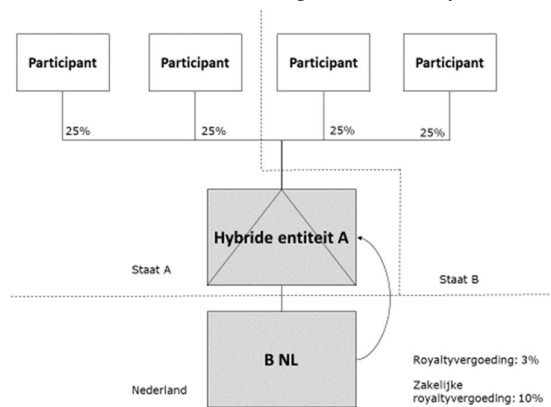 Participant
Participant
Participant
Participant
25%
25%
25%
25%
Hybride entiteit A
Staat A
Staat B
B NL
Nederland
Royaltyvergoeding: 3%
Zakelijke
royaltyvergoeding: 10%